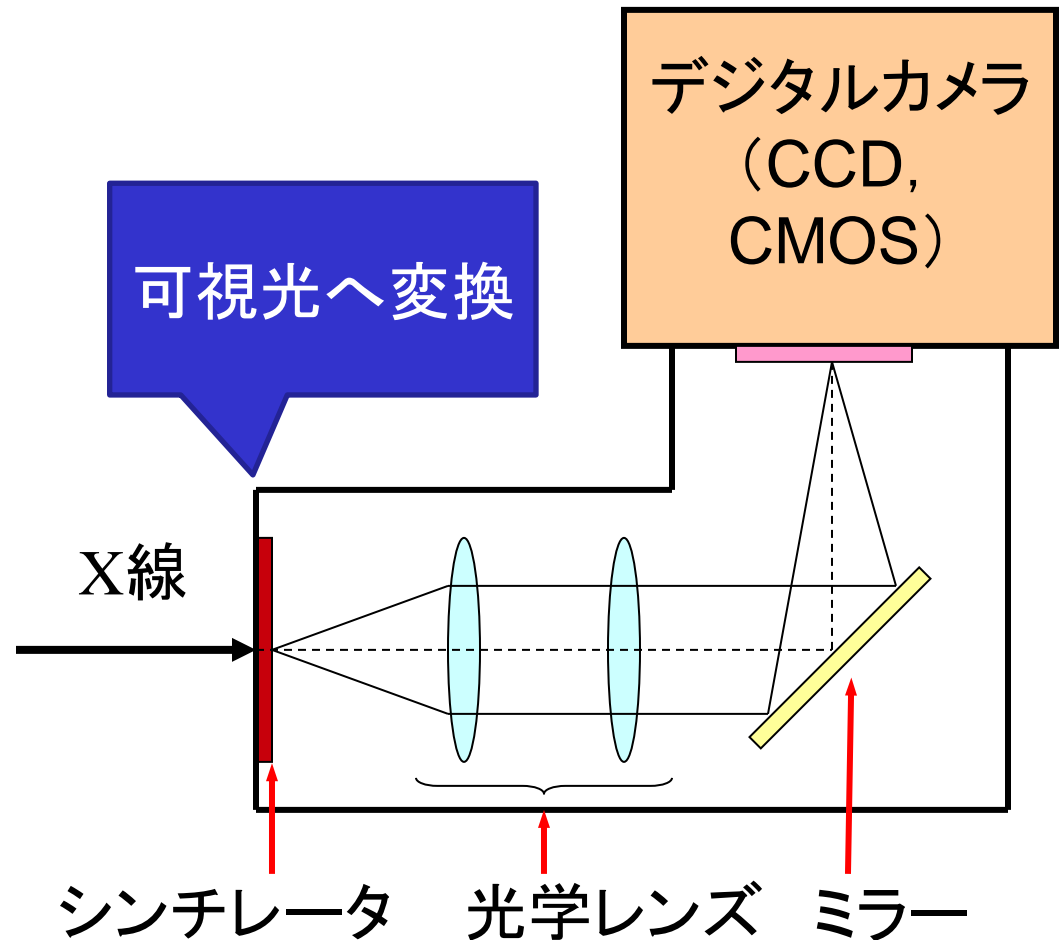 デジタルカメラ
（CCD,
CMOS）
可視光へ変換
X線
シンチレータ
光学レンズ
ミラー